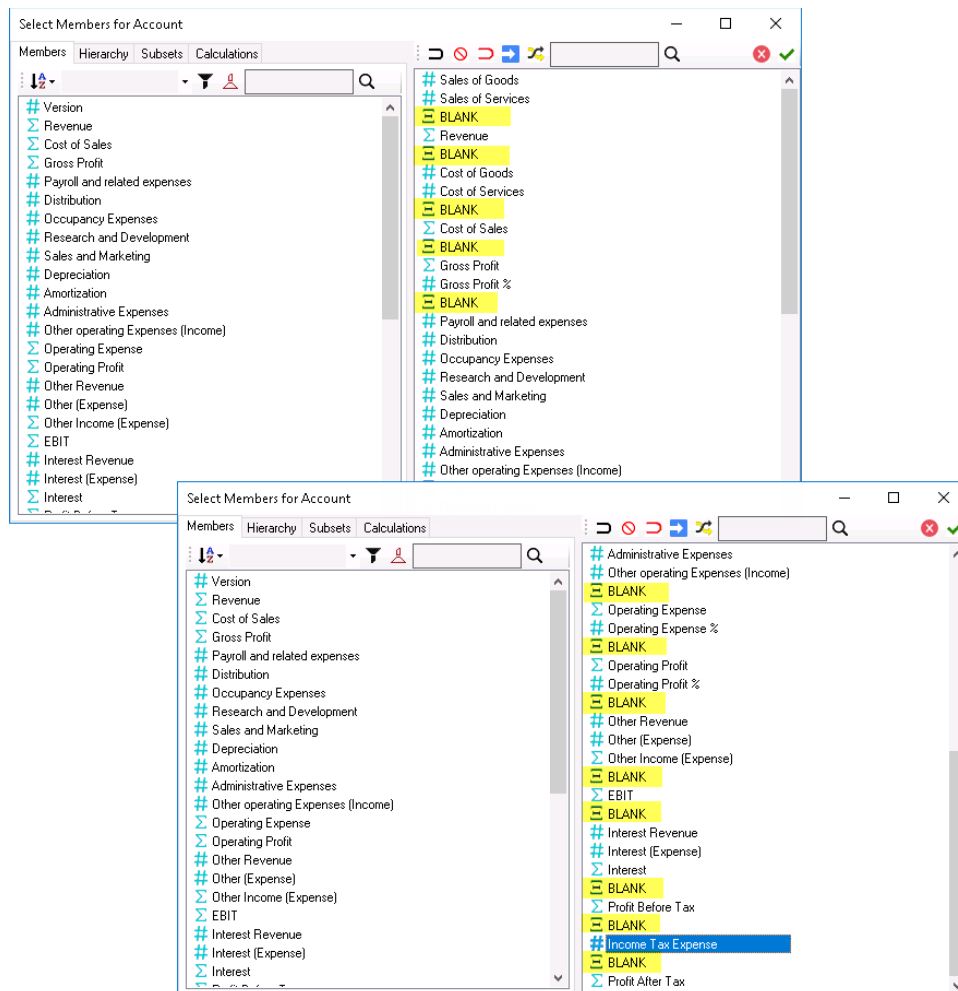 Select Members for Account
Members Hierarchy Subsets Calculations
Version
Revenue
Cost of Sales
Gross Profit
Payroll and related expenses
Distribution
Occupancy Expenses
Research and Development
Sales and Marketing
Depreciation
Amortization
Administrative Expenses
Other operating Expenses (Income)
Operating Expense
Operating Profit
Other Revenue
Other (Expense)
Other Income (Expense)
EBIT
Interest Revenue
Interest (Expense)
Interest
Sales of Goods
Sales of Services
BLANK
Revenue
BLANK
Cost of Goods
Cost of Services
BLANK
Cost of Sales
BLANK
Gross Profit
Gross Profit %
BLANK
Payroll and related expenses
Distribution
Occupancy Expenses
Research and Development
Sales and Marketing
Depreciation
Amortization
Administrative Expenses
Other operating Expenses (Income)
Select Members for Account
Members Hierarchy Subsets Calculations
Version
Revenue
Cost of Sales
Gross Profit
Payroll and related expenses
Distribution
Occupancy Expenses
Research and Development
Sales and Marketing
Depreciation
Amortization
Administrative Expenses
Other operating Expenses (Income)
Operating Expense
Operating Profit
Other Revenue
Other (Expense)
Other Income (Expense)
EBIT
Interest Revenue
Interest (Expense)
Interest
Administrative Expenses
Other operating Expenses (Income)
BLANK
Operating Expense
Operating Expense %
BLANK
Operating Profit
Operating Profit %
BLANK
Other Revenue
Other (Expense)
Other Income (Expense)
BLANK
EBIT
BLANK
Interest Revenue
Interest (Expense)
Interest
BLANK
Profit Before Tax
BLANK
Income Tax Expense
BLANK
Profit After Tax